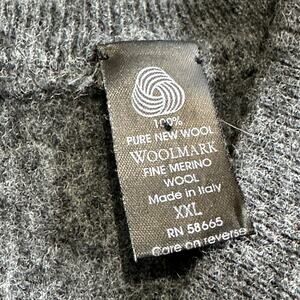 100%
PURE NEW WOOL
WOOLMARK
FINE MERINO
WOOL
Made in Italy
XXL
RN 58665
Care on reverse